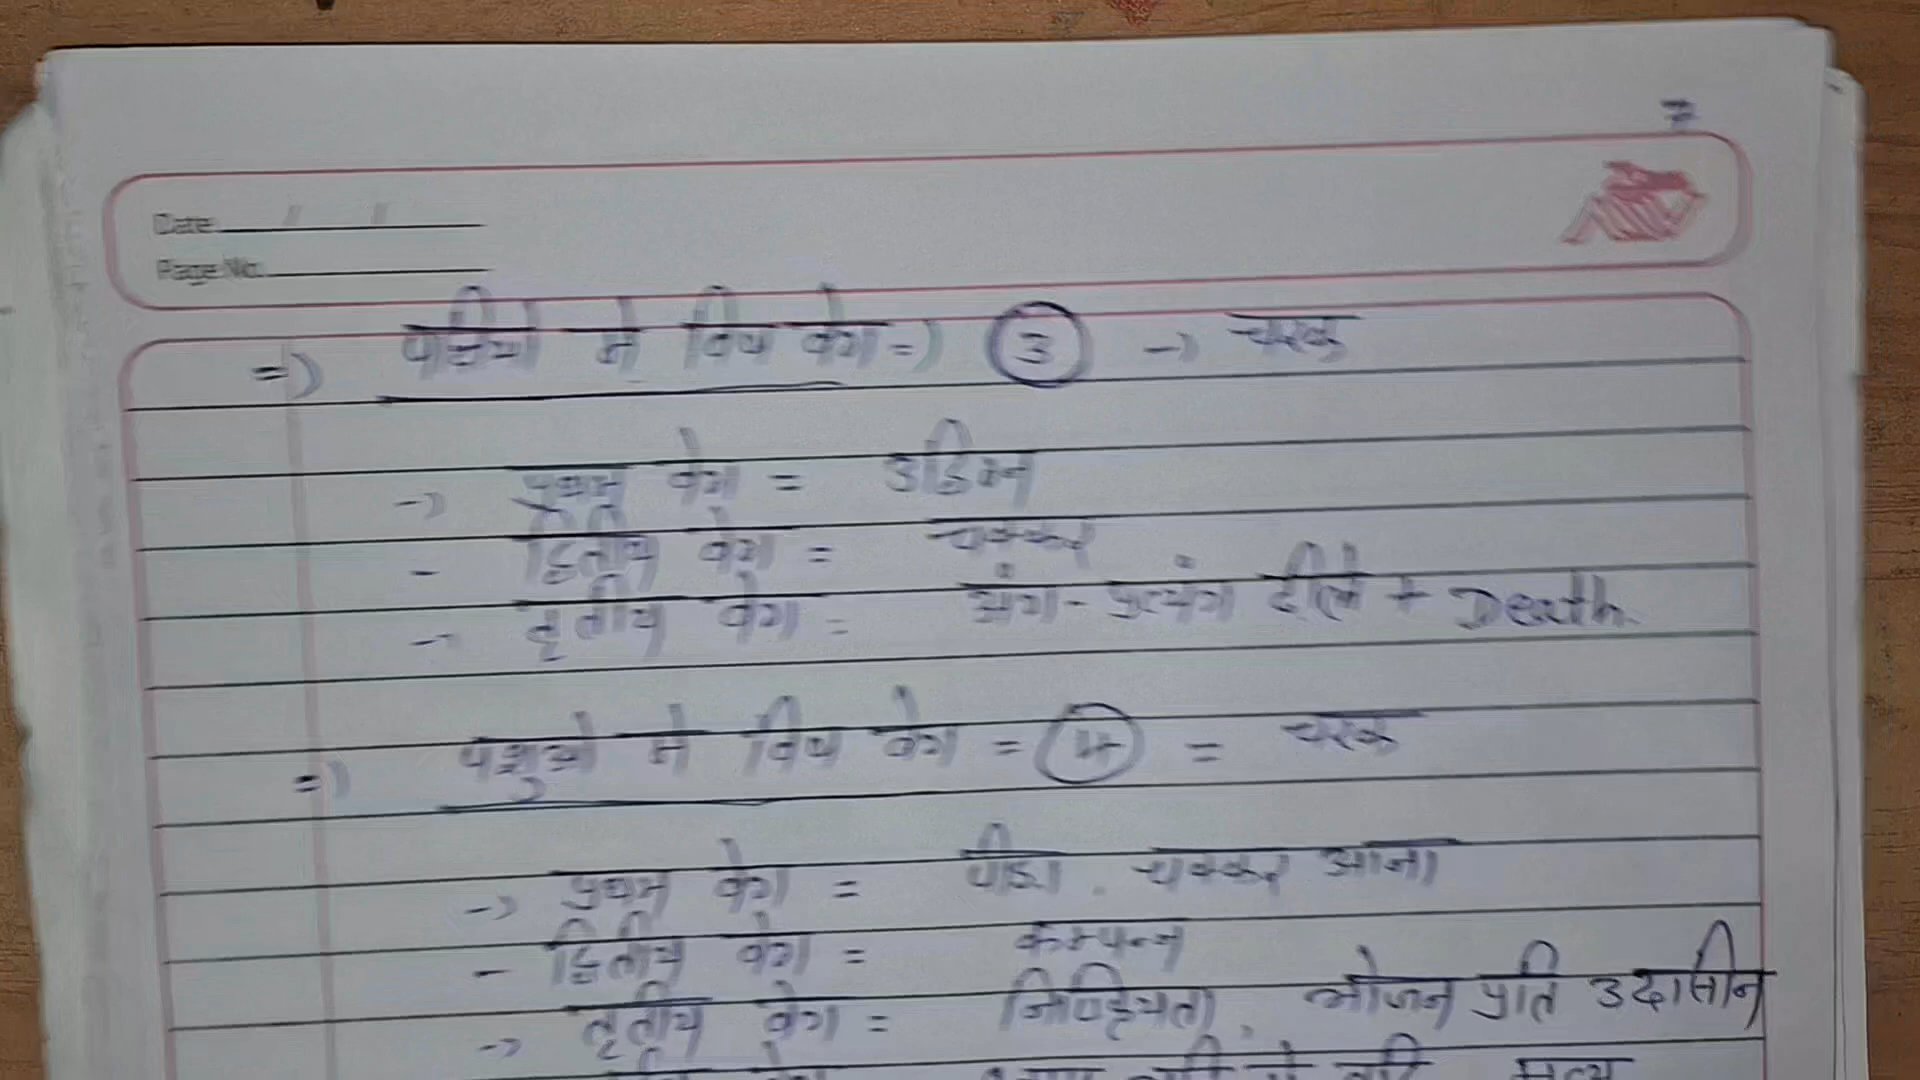 7
Date / /
Page No.
=> पक्षियों मे विष वेग => 3 -> चरक
-> प्रथम वेग = उद्विग्न
- द्वितीय वेग = चक्कर
- तृतीय वेग = अंग-प्रत्यंग ढीले + Death.
=> पशुओ मे विष वेग = 4 = चरक
-> प्रथम वेग = पीडा, चक्कर आना
- द्वितीय वेग = कम्पन्न
-> तृतीय वेग = निष्क्रियता, भोजन प्रति उदासीन